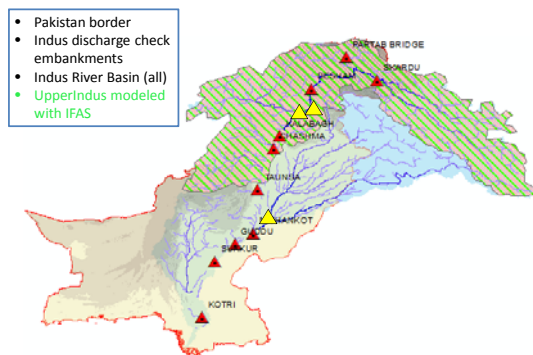 • Pakistan border
• Indus discharge check
embankments
• Indus River Basin (all)
• UpperIndus modeled
with IFAS
PARTAB BRIDGE
SKARDU
KALABAGH
CHASHMA
TAUNSA
GUDDU
SUKKUR
KOTRI